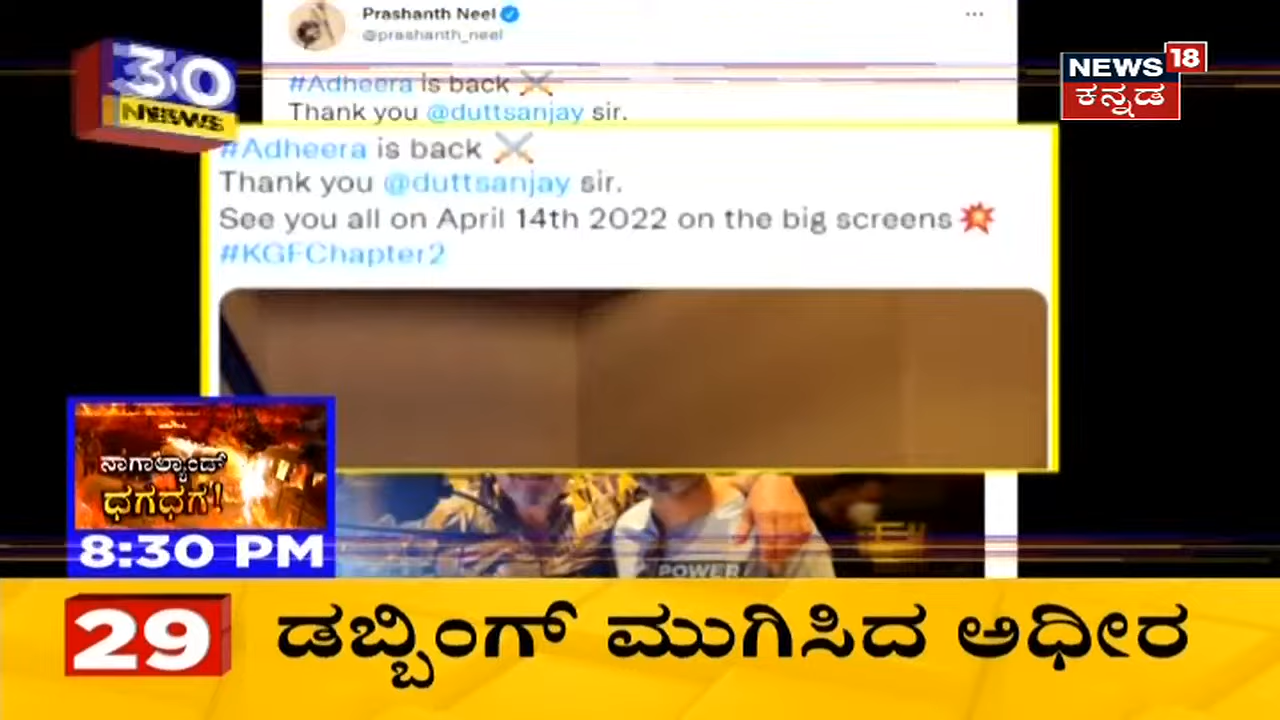 Prashanth Neel
@prashanth_neel
#Adheera is back
Thank you @duttsanjay sir.
30
NEWS
NEWS 18
ಕನ್ನಡ
#Adheera is back
Thank you @duttsanjay sir.
See you all on April 14th 2022 on the big screens
#KGFChapter2
ನಾಗಾಲ್ಯಾಂಡ್
ಧಗಧಗ!
8:30 PM
POWER
29
ಡಬ್ಬಿಂಗ್ ಮುಗಿಸಿದ ಅಧೀರ